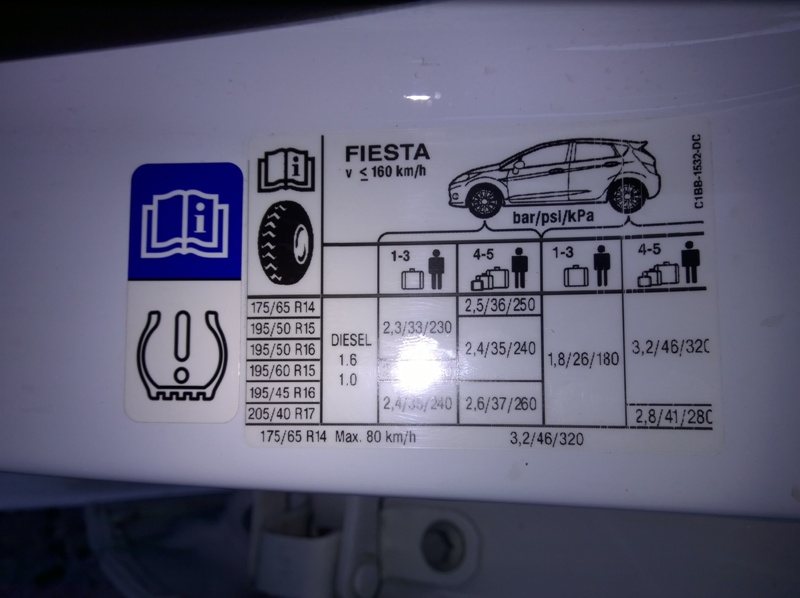 FIESTA
v ≤ 160 km/h
bar/psi/kPa
C1BB-1532-DC
1-3 4-5 1-3 4-5
175/65 R14 2,5/36/250
195/50 R15 DIESEL 2,3/33/230
195/50 R16 1.6 2,4/35/240 1,8/26/180 3,2/46/320
195/60 R15 1.0
195/45 R16 2,4/35/240 2,6/37/260
205/40 R17 2,8/41/280
175/65 R14 Max. 80 km/h 3,2/46/320